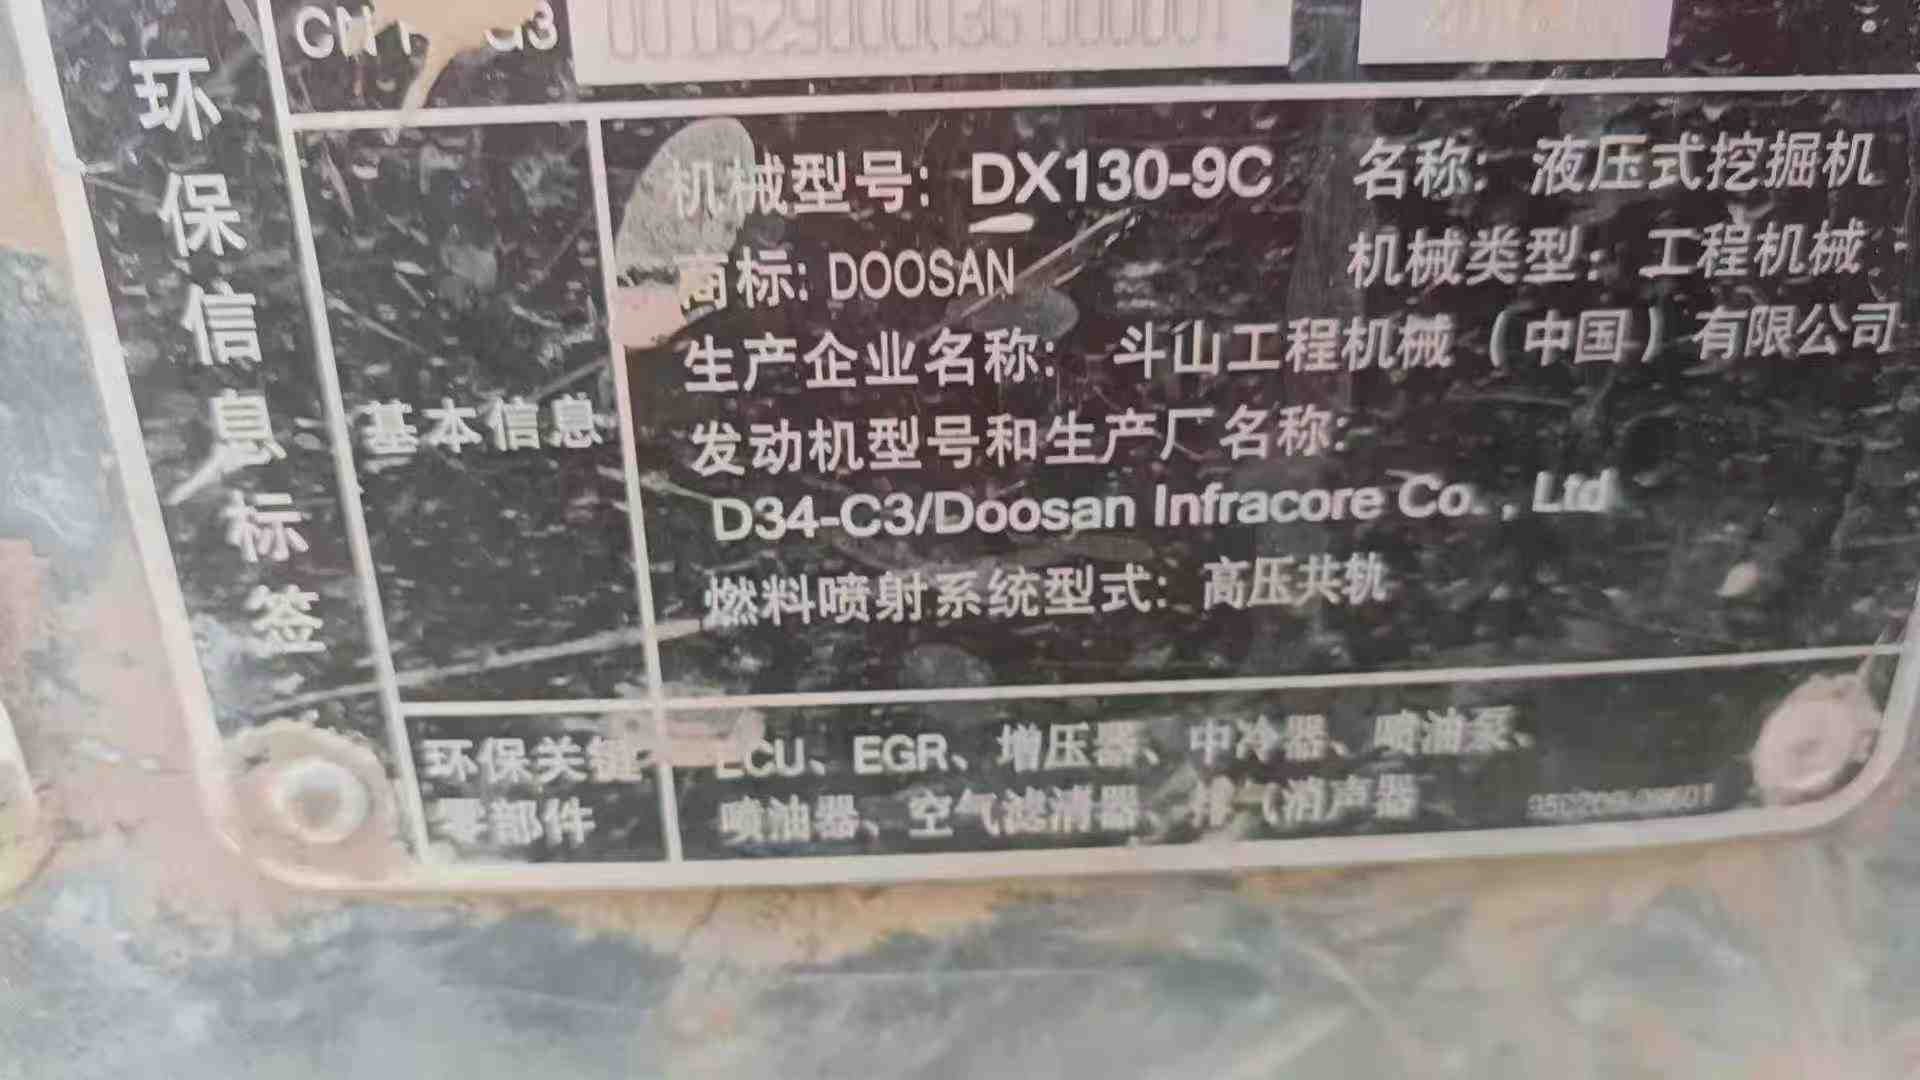 环保信息标签
机械型号: DX130-9C 名称: 液压式挖掘机
商标: DOOSAN 机械类型: 工程机械
生产企业名称: 斗山工程机械（中国）有限公司
基本信息
发动机型号和生产厂名称:
D34-C3/Doosan Infracore Co., Ltd
燃料喷射系统型式: 高压共轨
环保关键 ECU、EGR、增压器、中冷器、喷油泵、
零部件 喷油器、空气滤清器、排气消声器